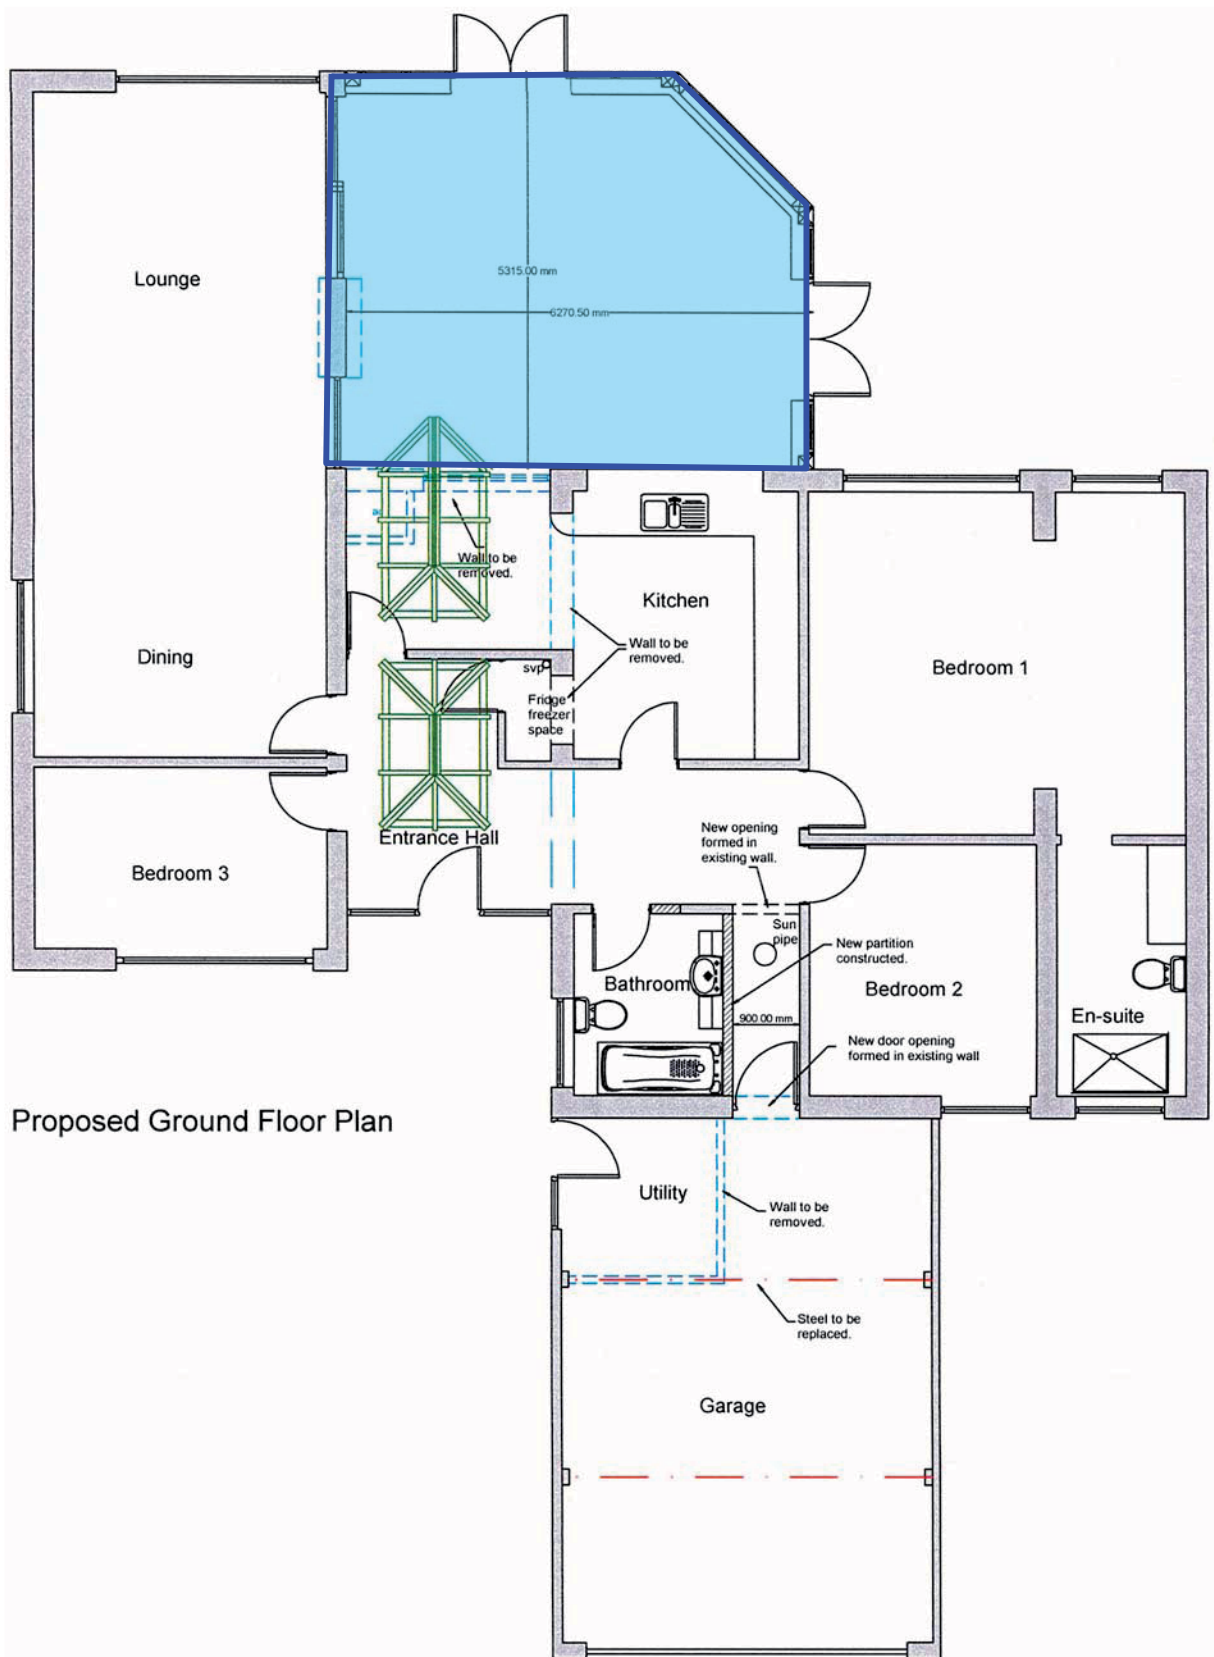 Lounge
5315.00 mm
6270.50 mm
Wall to be
removed.
Kitchen
Dining
Wall to be
removed.
svp
Bedroom 1
Fridge
freezer
space
Entrance Hall
New opening
formed in
existing wall.
Bedroom 3
Sun
pipe
New partition
constructed.
Bathroom
Bedroom 2
900.00 mm
En-suite
New door opening
formed in existing wall
Proposed Ground Floor Plan
Utility
Wall to be
removed.
Steel to be
replaced.
Garage